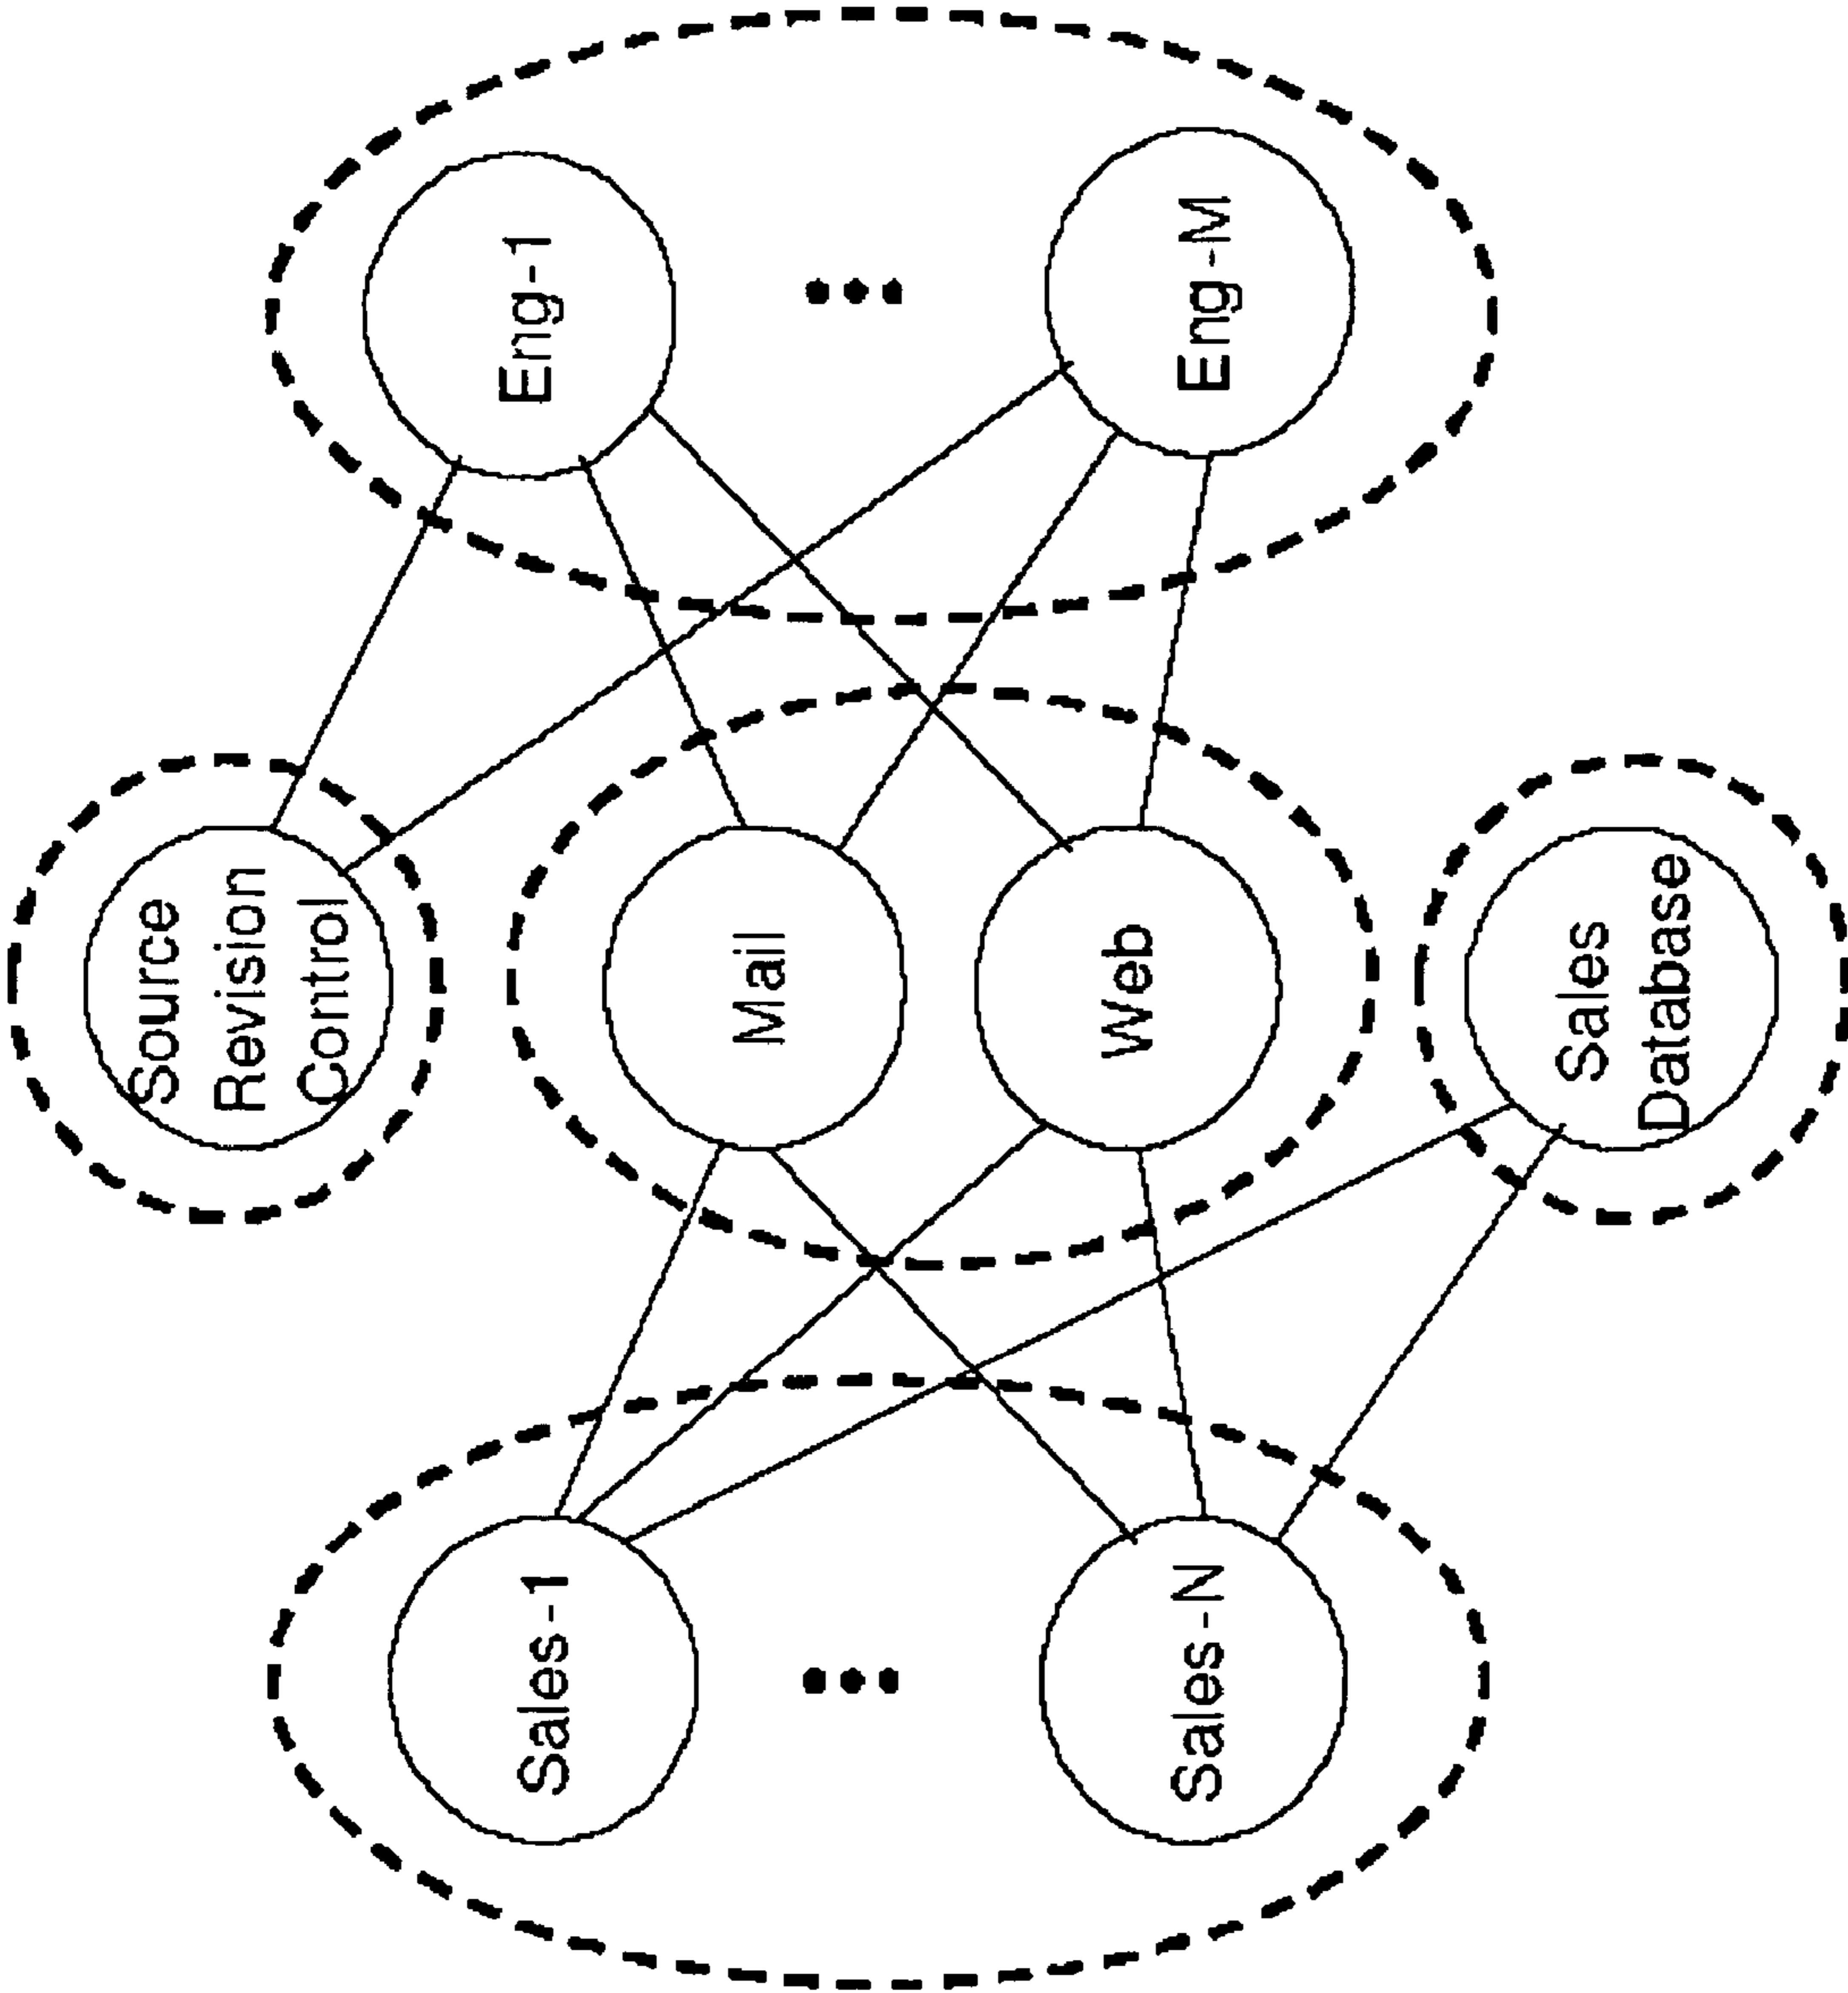 Source
Revision
Control
Sales-1
Mail
Eng-1
Sales-N
Web
Eng-M
Sales
Database